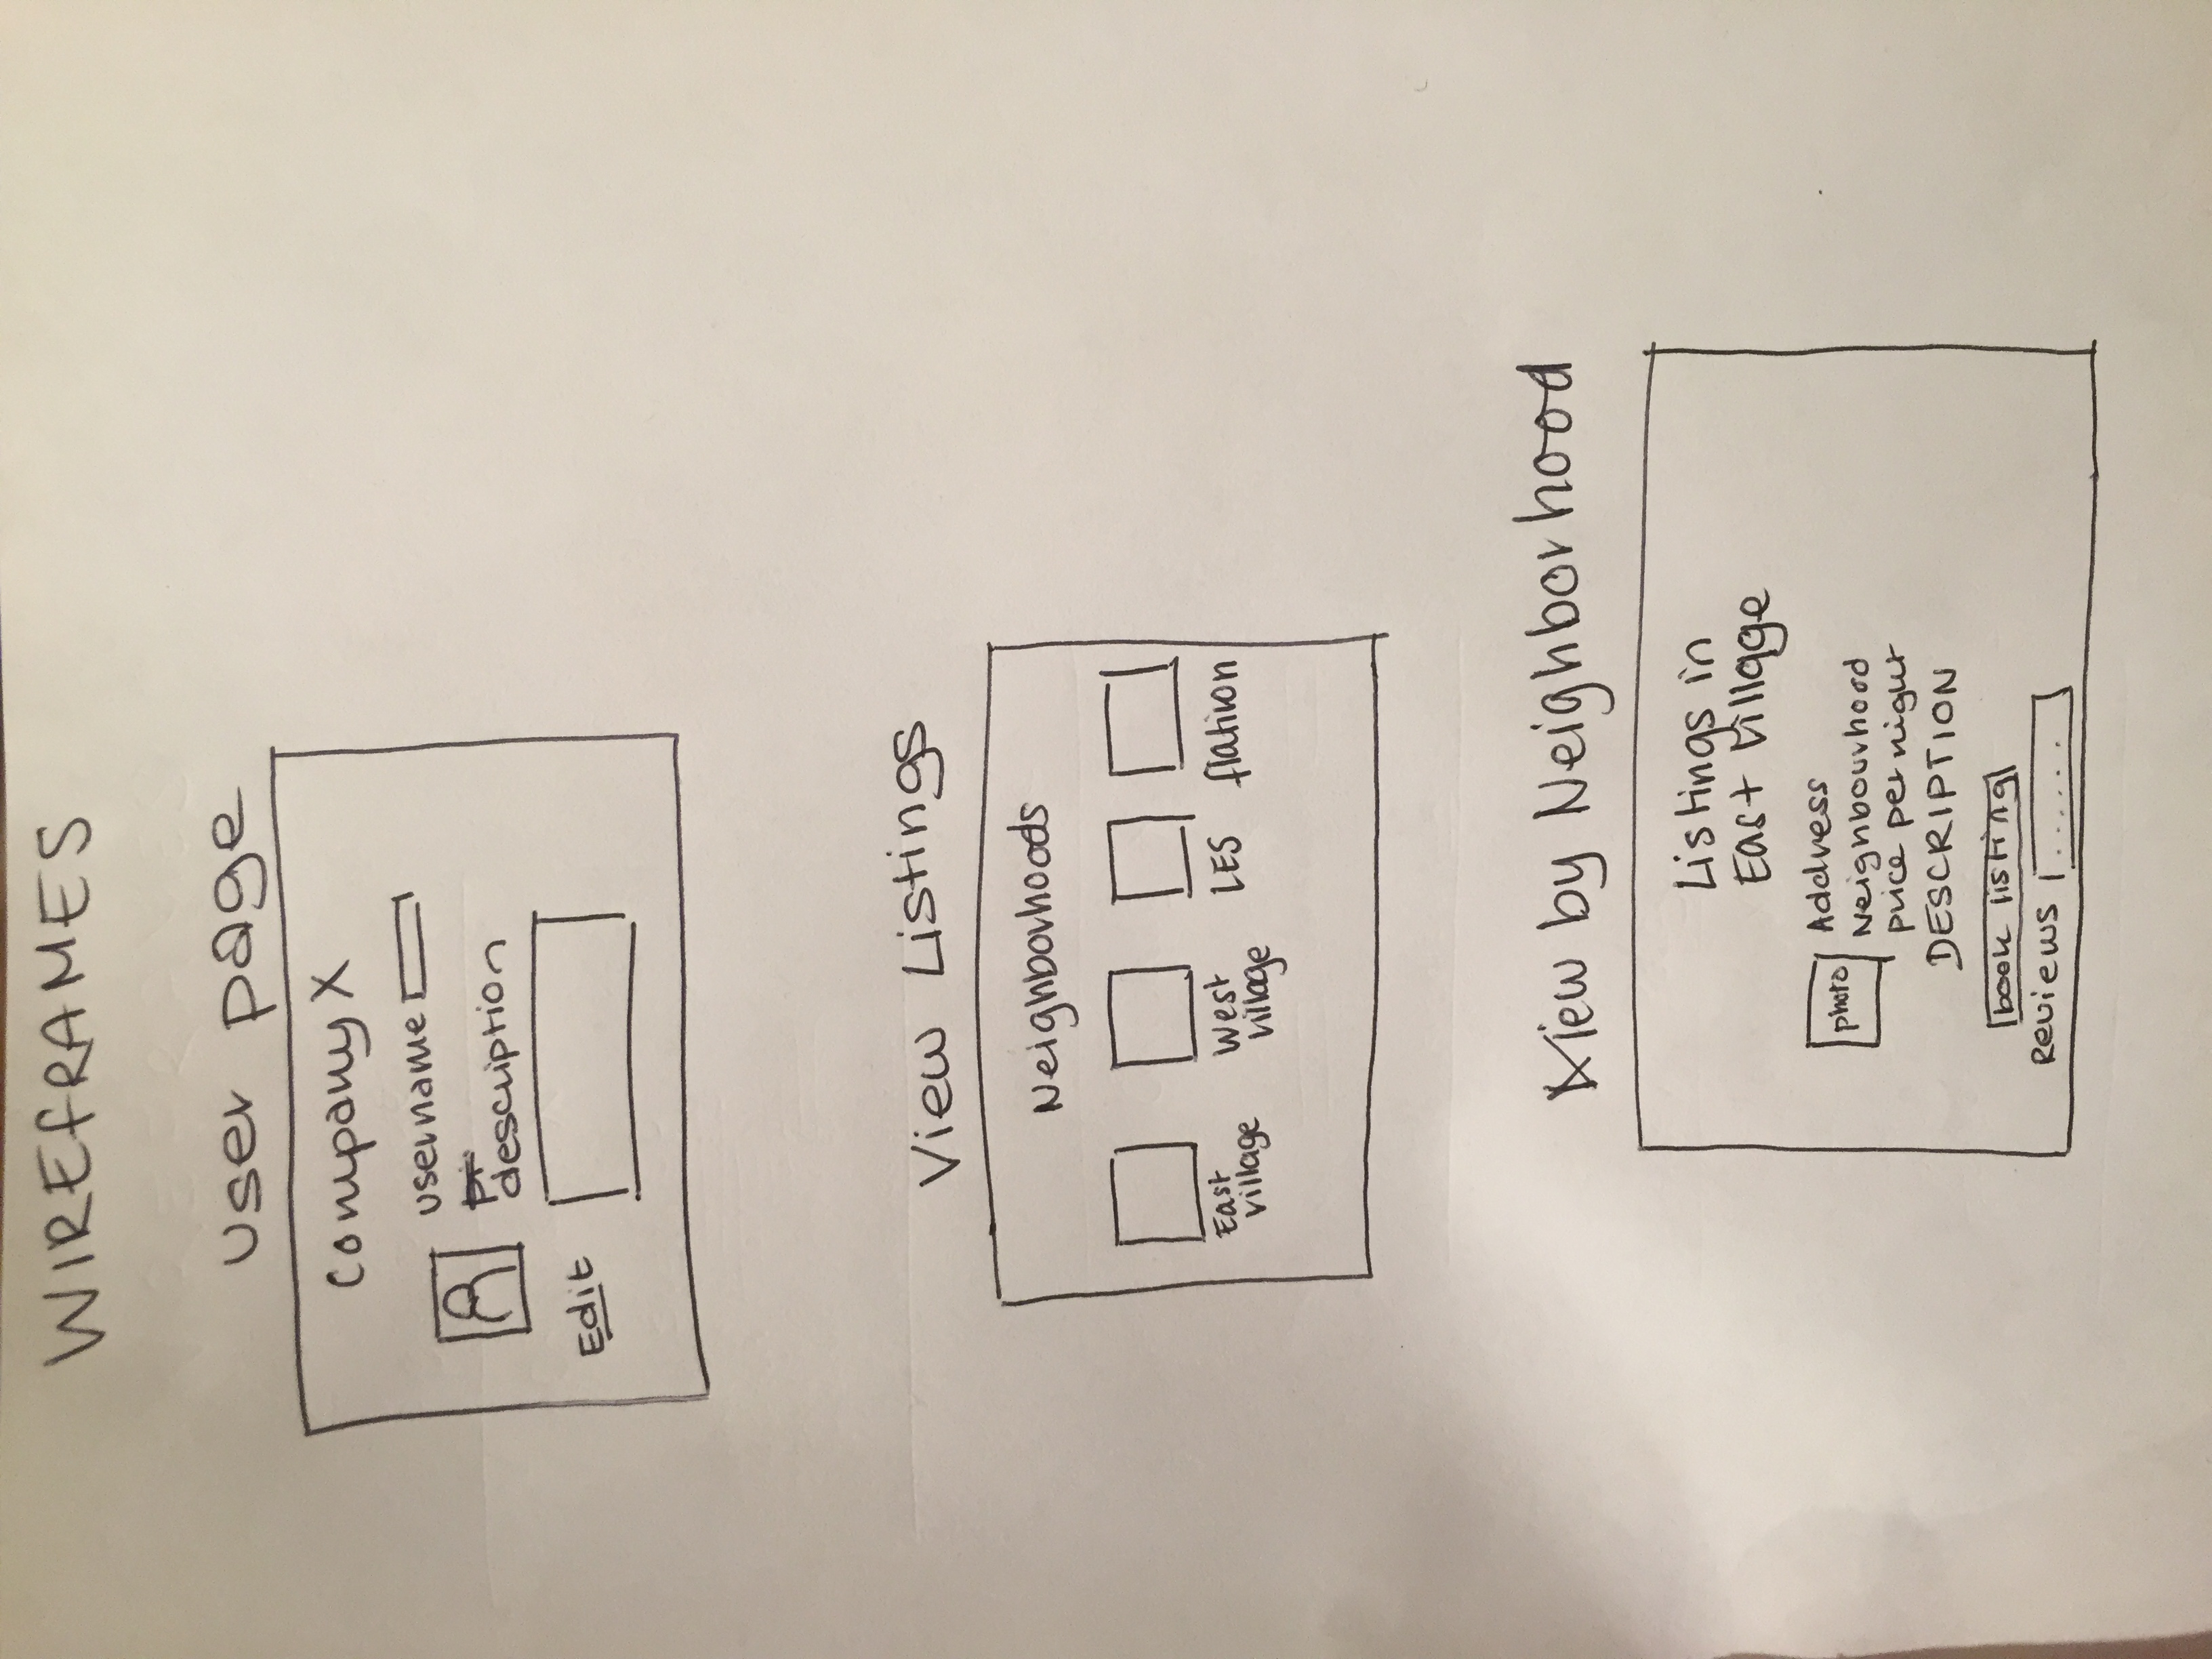 WIREFRAMES
User page
Company X
username
description
Edit
View Listings
Neighborhoods
East
village
West
village
LES
flatiron
View by Neighborhood
Listings in
East Village
photo
Address
Neighbourhood
price per night
DESCRIPTION
book listing
Reviews ......